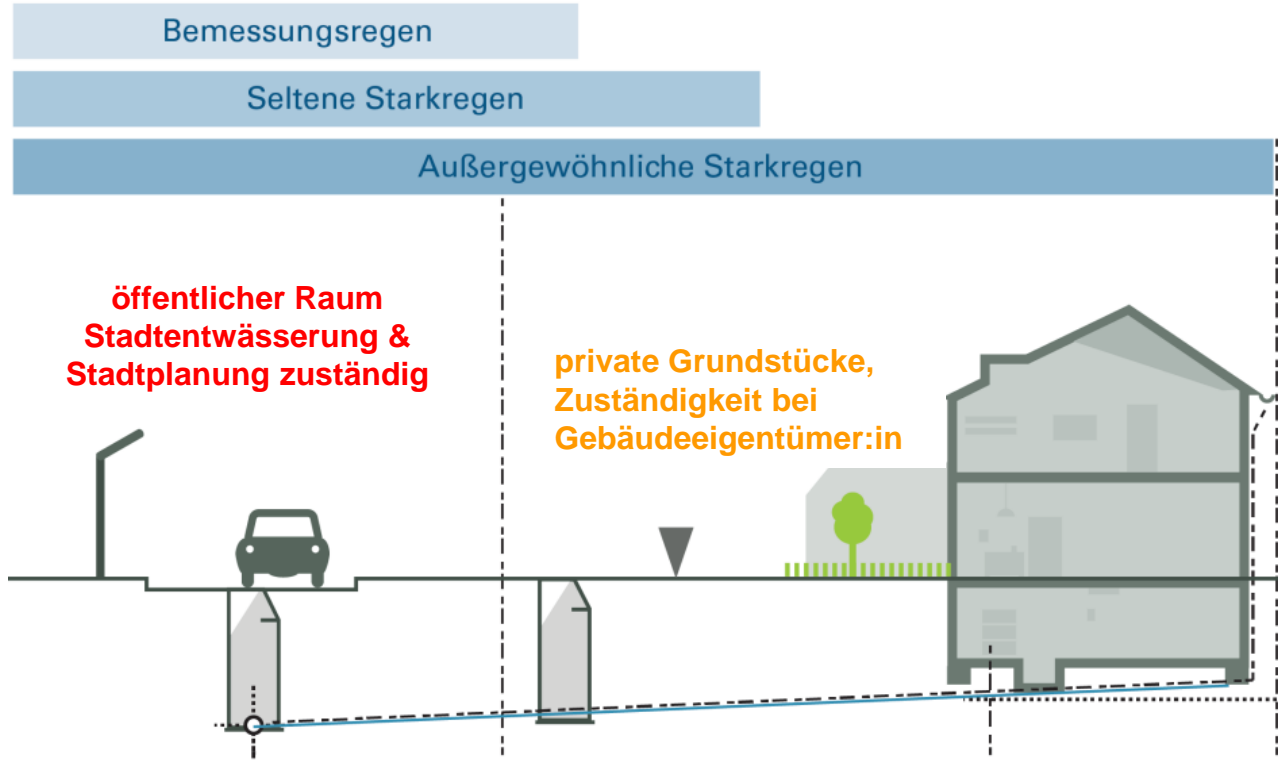 Bemessungsregen
Seltene Starkregen
Außergewöhnliche Starkregen
öffentlicher Raum
Stadtentwässerung &
Stadtplanung zuständig
private Grundstücke,
Zuständigkeit bei
Gebäudeeigentümer:in